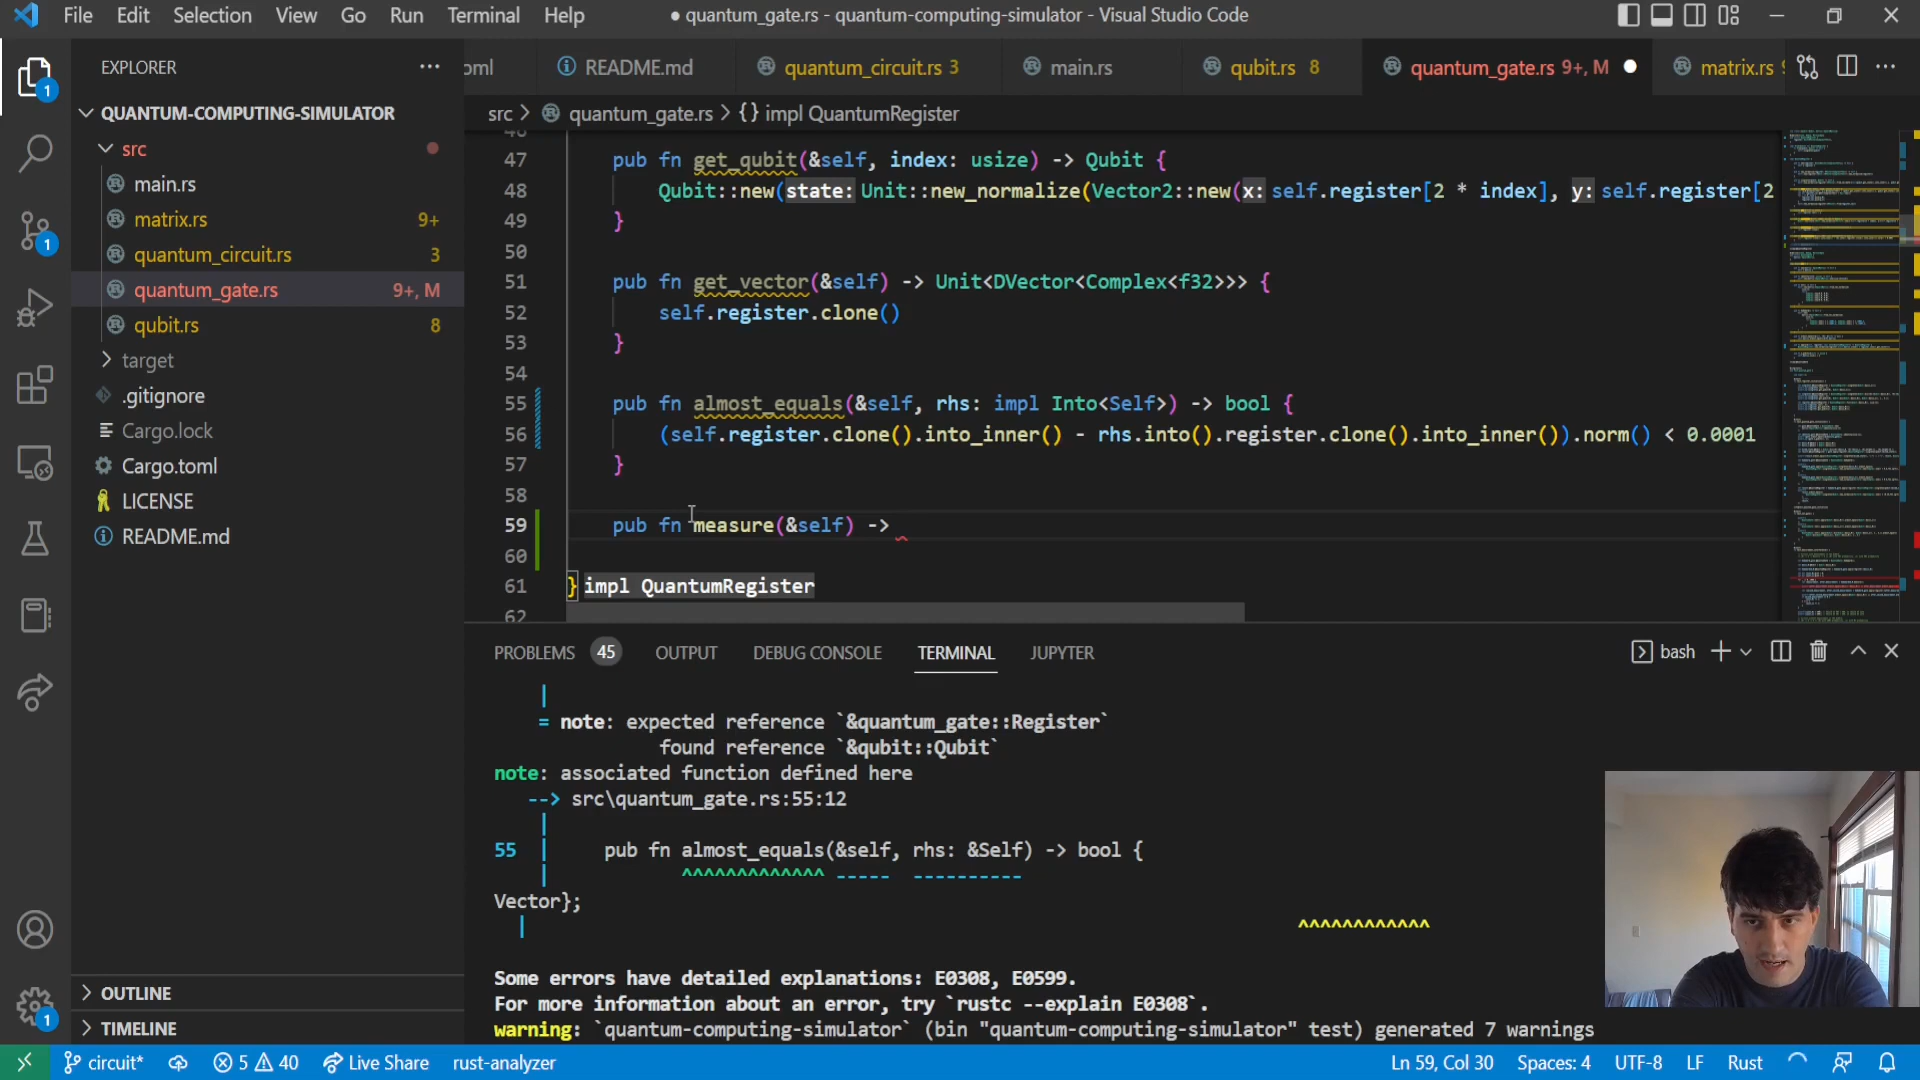 File Edit Selection View Go Run Terminal Help
● quantum_gate.rs - quantum-computing-simulator - Visual Studio Code
EXPLORER
oml README.md quantum_circuit.rs 3 main.rs qubit.rs 8 quantum_gate.rs 9+, M matrix.rs
src > quantum_gate.rs > {} impl QuantumRegister
QUANTUM-COMPUTING-SIMULATOR
src
main.rs
matrix.rs 9+
quantum_circuit.rs 3
quantum_gate.rs 9+, M
qubit.rs 8
target
.gitignore
Cargo.lock
Cargo.toml
LICENSE
README.md
OUTLINE
TIMELINE
1
1
1
46
47 pub fn get_qubit(&self, index: usize) -> Qubit {
48 Qubit::new(state: Unit::new_normalize(Vector2::new(x: self.register[2 * index], y: self.register[2
49 }
50
51 pub fn get_vector(&self) -> Unit<DVector<Complex<f32>>> {
52 self.register.clone()
53 }
54
55 pub fn almost_equals(&self, rhs: impl Into<Self>) -> bool {
56 (self.register.clone().into_inner() - rhs.into().register.clone().into_inner()).norm() < 0.0001
57 }
58
59 pub fn measure(&self) ->
60
61 } impl QuantumRegister
62
PROBLEMS 45 OUTPUT DEBUG CONSOLE TERMINAL JUPYTER
bash
|
= note: expected reference `&quantum_gate::Register`
found reference `&qubit::Qubit`
note: associated function defined here
--> src\quantum_gate.rs:55:12
|
55 | pub fn almost_equals(&self, rhs: &Self) -> bool {
| ^^^^^^^^^^^^^ ----- ----------
Vector};
| ^^^^^^^^^^^^
Some errors have detailed explanations: E0308, E0599.
For more information about an error, try `rustc --explain E0308`.
warning: `quantum-computing-simulator` (bin "quantum-computing-simulator" test) generated 7 warnings
circuit* 5 40 Live Share rust-analyzer
Ln 59, Col 30 Spaces: 4 UTF-8 LF Rust